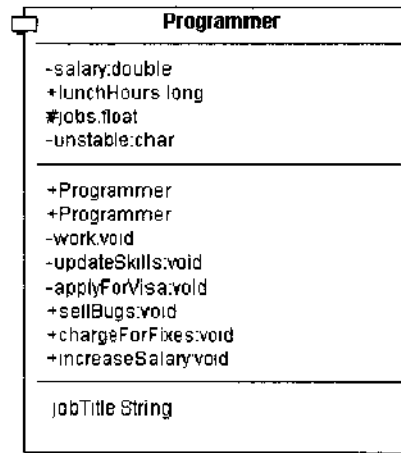 Programmer
-salary:double
+lunchHours:long
#jobs:float
-unstable:char
+Programmer
+Programmer
-work:void
-updateSkills:void
-applyForVisa:void
+sellBugs:void
+chargeForFixes:void
+increaseSalary:void
jobTitle:String